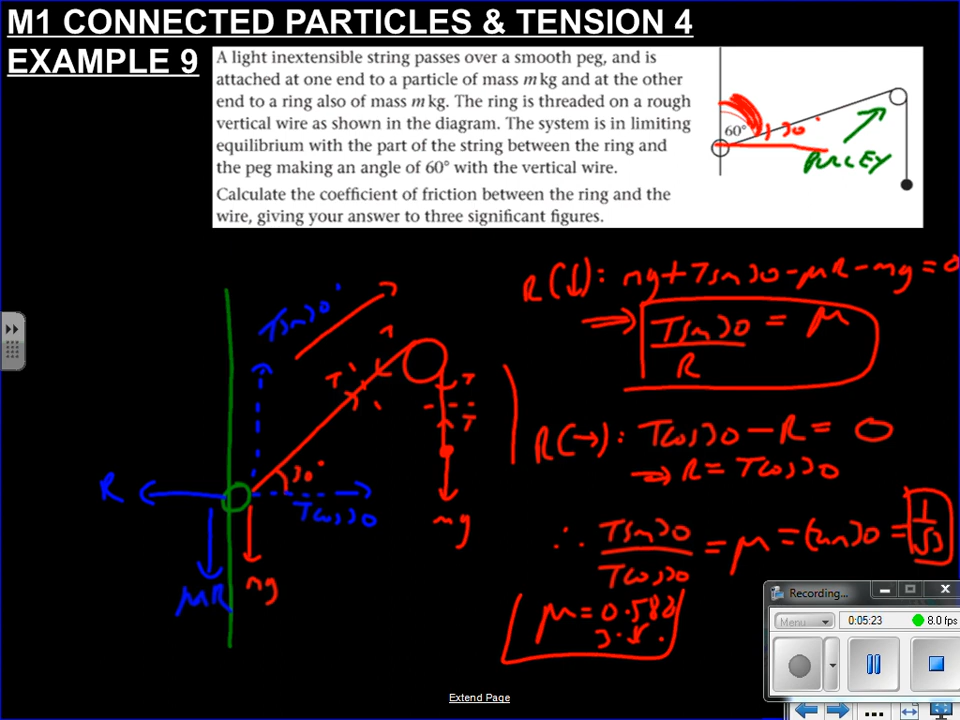 M1 CONNECTED PARTICLES & TENSION 4
EXAMPLE 9
A light inextensible string passes over a smooth peg, and is
attached at one end to a particle of mass m kg and at the other
end to a ring also of mass m kg. The ring is threaded on a rough
vertical wire as shown in the diagram. The system is in limiting
equilibrium with the part of the string between the ring and
the peg making an angle of 60° with the vertical wire.
Calculate the coefficient of friction between the ring and the
wire, giving your answer to three significant figures.
60°
30°
PULLEY
R(↓): mg + Tsin30 - μR - mg = 0
⇒ Tsin30 / R = μ
R(→): Tcos30 - R = 0
⇒ R = Tcos30
∴ Tsin30 / Tcos30 = μ = tan30 = 1/√3
μ = 0.580
3.s.f.
Tsin30
T
T
T
30°
R
Tcos30
mg
μR
mg
Recording...
Menu
0:05:23
8.0 fps
Extend Page